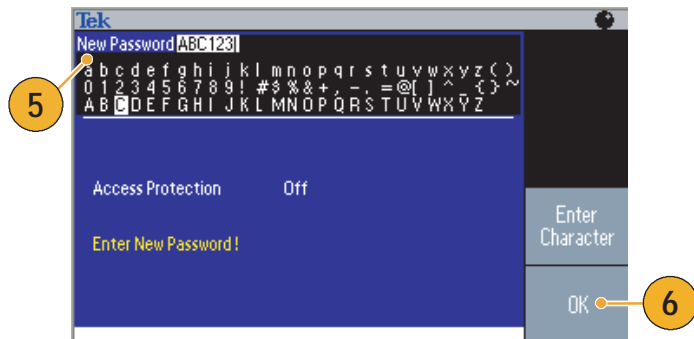 Tek
New Password ABC123
a b c d e f g h i j k l m n o p q r s t u v w x y z ( )
0 1 2 3 4 5 6 7 8 9 ! # $ % & + , - . = @ [ ] ^ _ { } ~
A B C D E F G H I J K L M N O P Q R S T U V W X Y Z
5
Access Protection Off
Enter New Password !
Enter
Character
OK
6